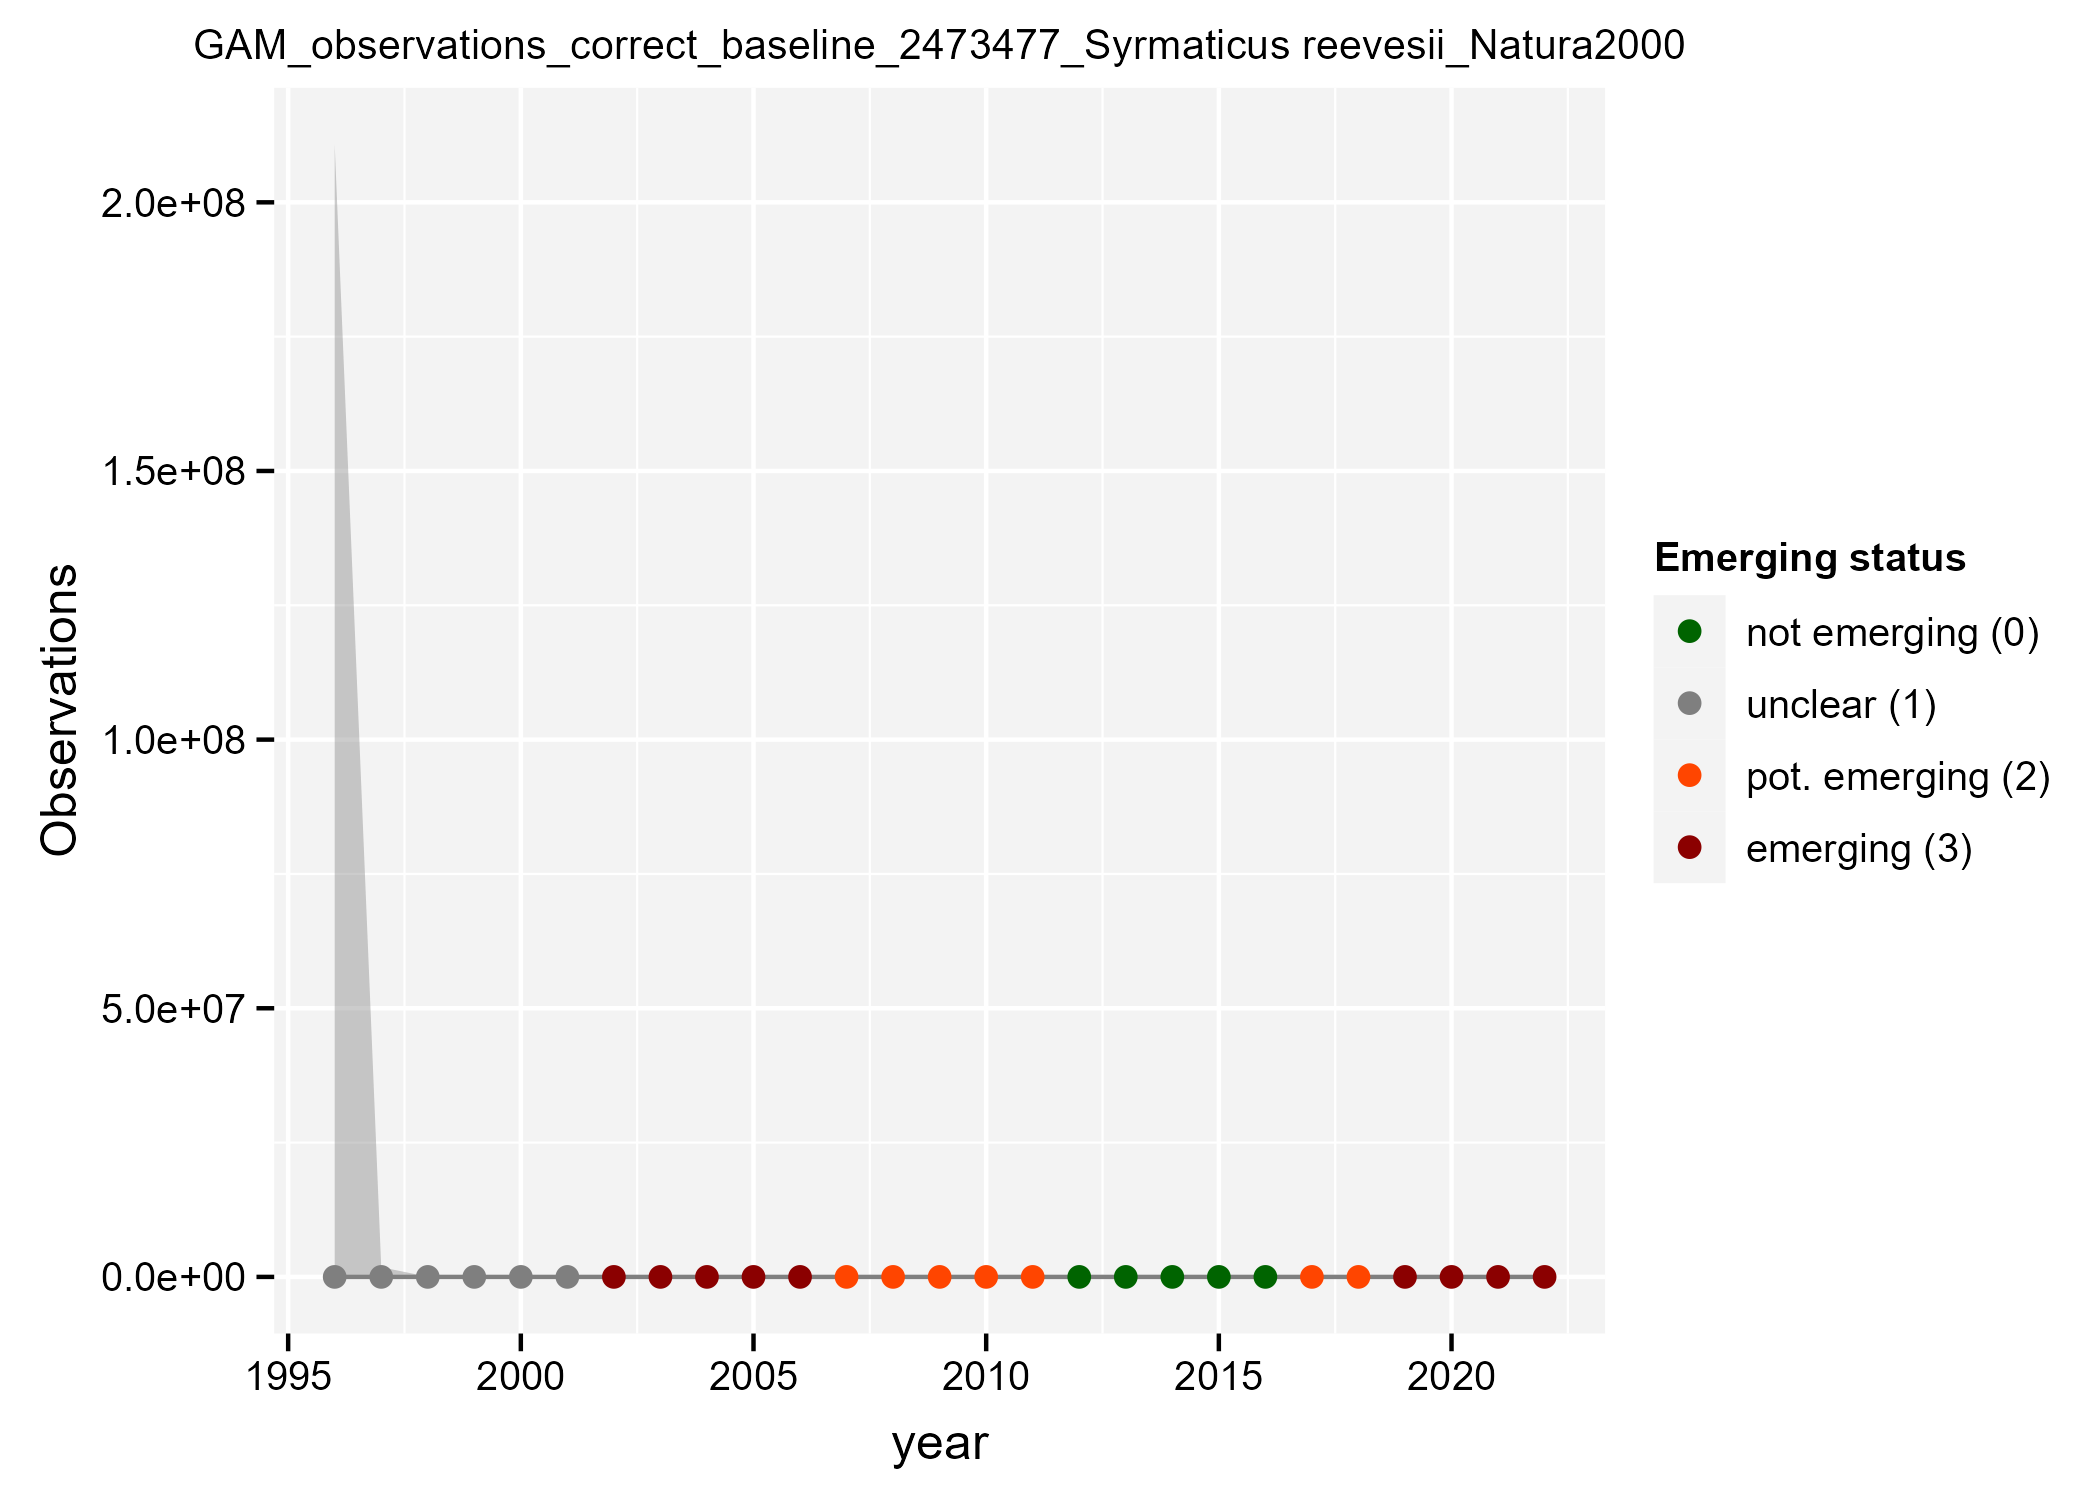 GAM_observations_correct_baseline_2473477_Syrmaticus reevesii_Natura2000
Observations
2.0e+08
1.5e+08
1.0e+08
5.0e+07
0.0e+00
1995 2000 2005 2010 2015 2020
year
Emerging status
not emerging (0)
unclear (1)
pot. emerging (2)
emerging (3)